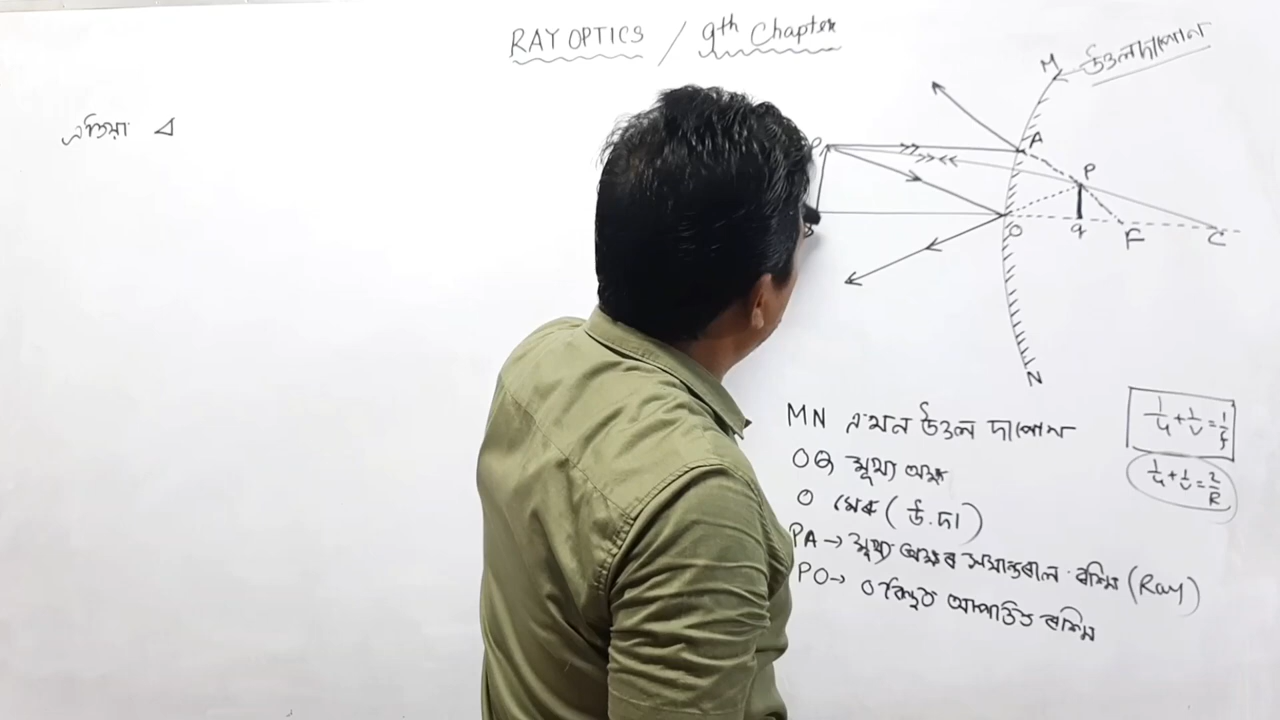 RAY OPTICS / 9th Chapter
M উত্তল দাপোণ
এতিয়া
P
A
P
O
q
F
C
N
MN এখন উত্তল দাপোণ
OQ মূখ্য অক্ষ
O মেৰু (উ.দা)
PA → মূখ্য অক্ষৰ সমান্তৰাল ৰশ্মি (Ray)
PO → O বিন্দুত আপতিত ৰশ্মি
1/u + 1/v = 1/f
1/u + 1/v = 2/R